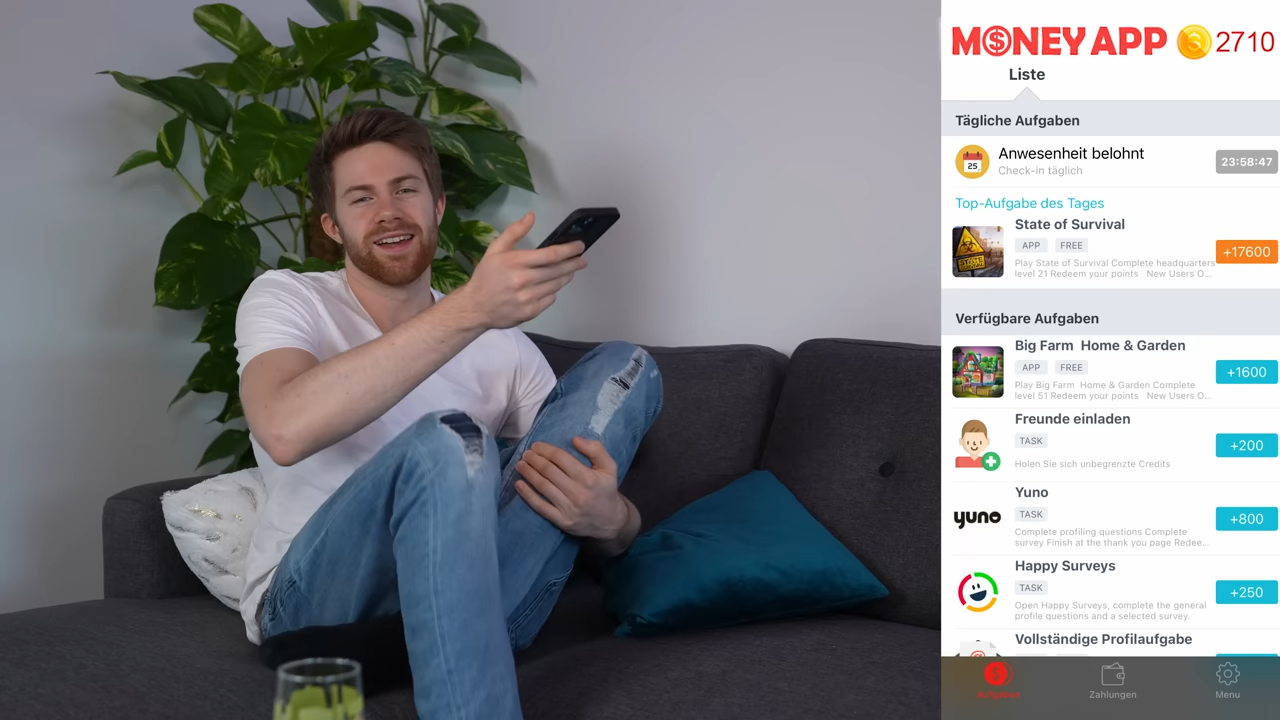 MONEY APP 2710
Liste
Tägliche Aufgaben
25
Anwesenheit belohnt
Check-in täglich
23:58:47
Top-Aufgabe des Tages
State of Survival
APP FREE
+17600
Play State of Survival Complete headquarters
level 21 Redeem your points New Users O...
STATE
Verfügbare Aufgaben
Big Farm Home & Garden
APP FREE
+1600
Play Big Farm Home & Garden Complete
level 51 Redeem your points New Users O...
Freunde einladen
TASK
+200
Holen Sie sich unbegrenzte Credits
Yuno
yuno
TASK
+800
Complete profiling questions Complete
survey Finish at the thank you page Redee...
Happy Surveys
TASK
+250
Open Happy Surveys, complete the general
profile questions and a selected survey.
Vollständige Profilaufgabe
Aufgaben Zahlungen Menu